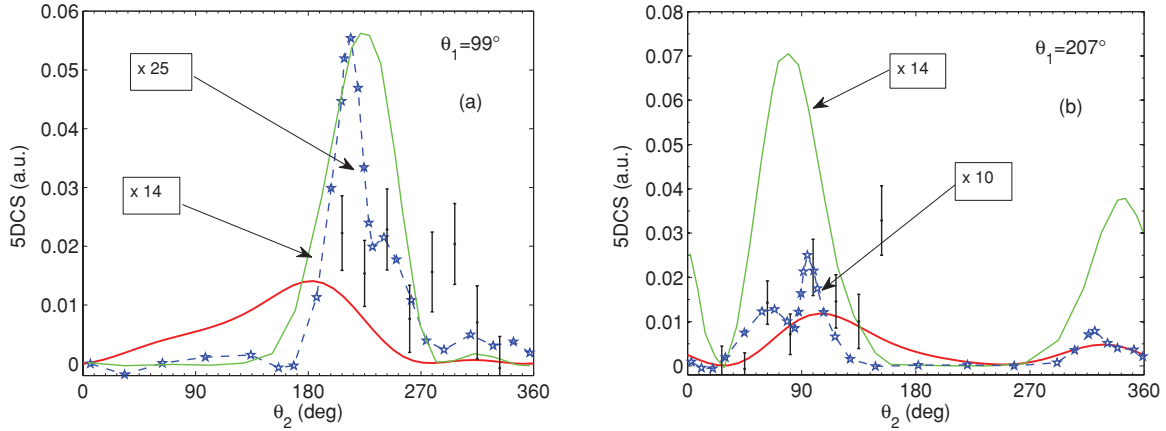 0.06
0.05
0.04
0.03
0.02
0.01
0
5DCS (a.u.)
x 25
x 14
θ1=99°
(a)
0 90 180 270 360
θ2 (deg)
0.08
0.07
0.06
0.05
0.04
0.03
0.02
0.01
0
5DCS (a.u.)
x 14
x 10
θ1=207°
(b)
0 90 180 270 360
θ2 (deg)